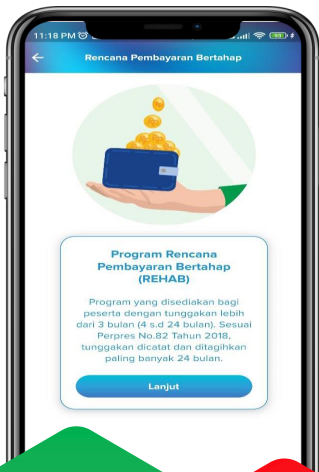 11:18 PM
Rencana Pembayaran Bertahap
Program Rencana
Pembayaran Bertahap
(REHAB)
Program yang disediakan bagi
peserta dengan tunggakan lebih
dari 3 bulan (4 s.d 24 bulan). Sesuai
Perpres No.82 Tahun 2018,
tunggakan dicatat dan ditagihkan
paling banyak 24 bulan.
Lanjut